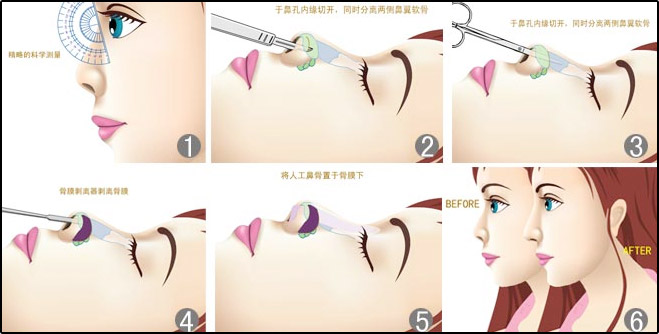 精略的科学测量
1
于鼻孔内缘切开，同时分离两侧鼻翼软骨
2
于鼻孔内缘切开，同时分离两侧鼻翼软骨
3
骨膜剥离器剥离骨膜
4
将人工鼻骨置于骨膜下
5
BEFORE
AFTER
6